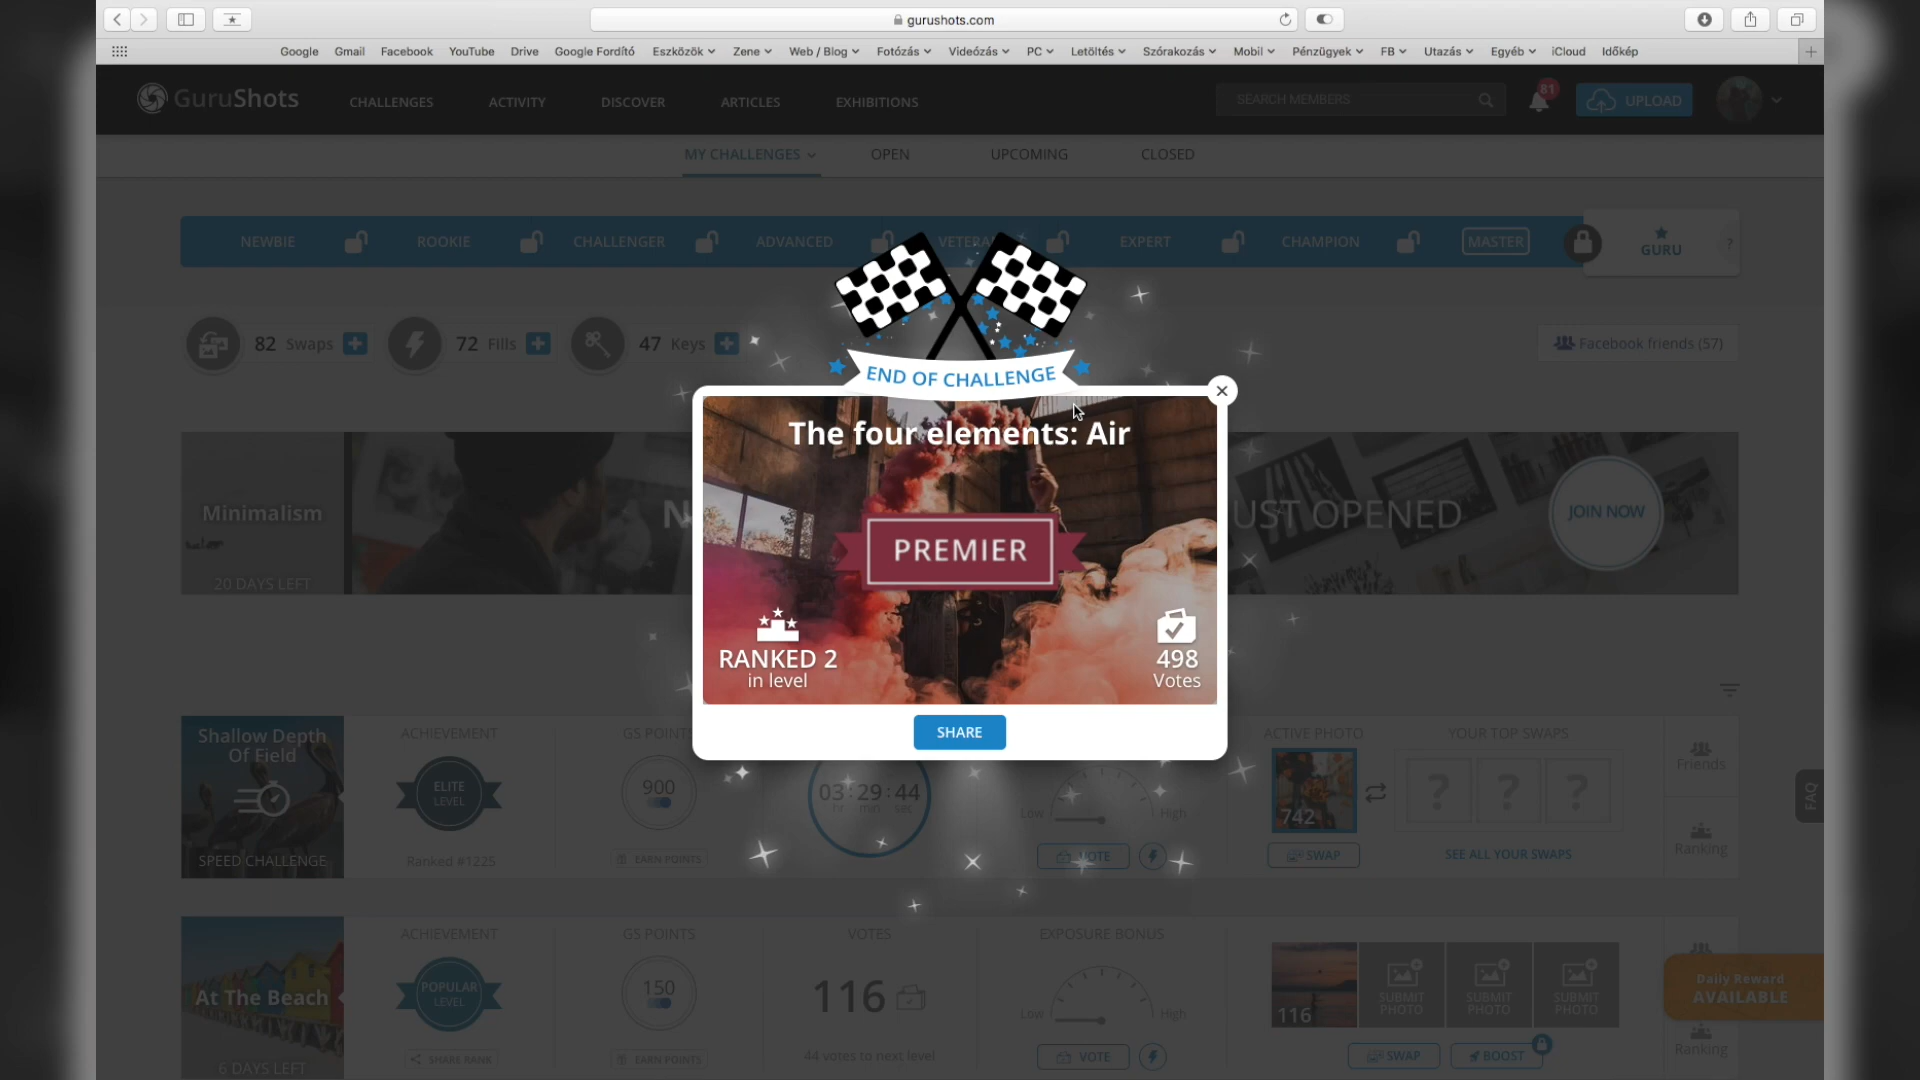 gurushots.com
Google Gmail Facebook YouTube Drive Google Fordító Eszközök Zene Web / Blog Fotózás Videózás PC Letöltés Szórakozás Mobil Pénzügyek FB Utazás Egyéb iCloud Időkép
GuruShots CHALLENGES ACTIVITY DISCOVER ARTICLES EXHIBITIONS SEARCH MEMBERS 81 UPLOAD
MY CHALLENGES OPEN UPCOMING CLOSED
NEWBIE ROOKIE CHALLENGER ADVANCED EXPERT CHAMPION MASTER GURU ?
82 Swaps 72 Fills 47 Keys Facebook friends (57)
END OF CHALLENGE
The four elements: Air
PREMIER
RANKED 2
in level
498
Votes
SHARE
Minimalism
20 DAYS LEFT
OPENED
JOIN NOW
Shallow Depth
Of Field
SPEED CHALLENGE
ACHIEVEMENT
ELITE
LEVEL
Ranked #1225
900
EARN POINTS
03:29:44
hr min sec
Low High
VOTE
ACTIVE PHOTO
742
SWAP
YOUR TOP SWAPS
? ? ?
SEE ALL YOUR SWAPS
Friends
Ranking
FAQ
At The Beach
6 DAYS LEFT
ACHIEVEMENT
POPULAR
LEVEL
SHARE RANK
GS POINTS
150
EARN POINTS
VOTES
116
44 votes to next level
EXPOSURE BONUS
Low High
VOTE
116
SUBMIT
PHOTO
SUBMIT
PHOTO
SUBMIT
PHOTO
SWAP
BOOST
Daily Reward
AVAILABLE
Ranking